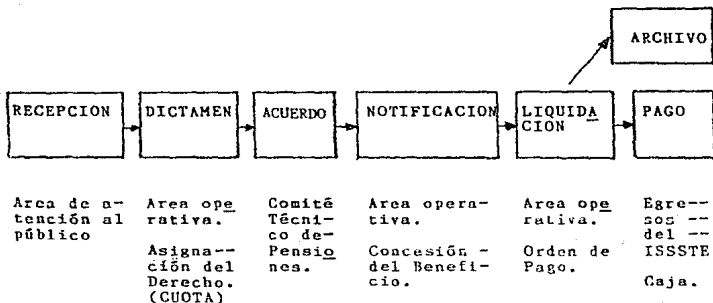 ARCHIVO
RECEPCION
DICTAMEN
ACUERDO
NOTIFICACION
LIQUIDA
CION
PAGO
Area de a-
tención al
público
Area ope
rativa.
Asigna--
ción del
Derecho.
(CUOTA)
Comité
Técni-
co de-
Pensio
nes.
Area opera-
tiva.
Concesión -
del Benefi-
cio.
Area ope
rativa.
Orden de
Pago.
Egre--
sos --
del --
ISSSTE
Caja.